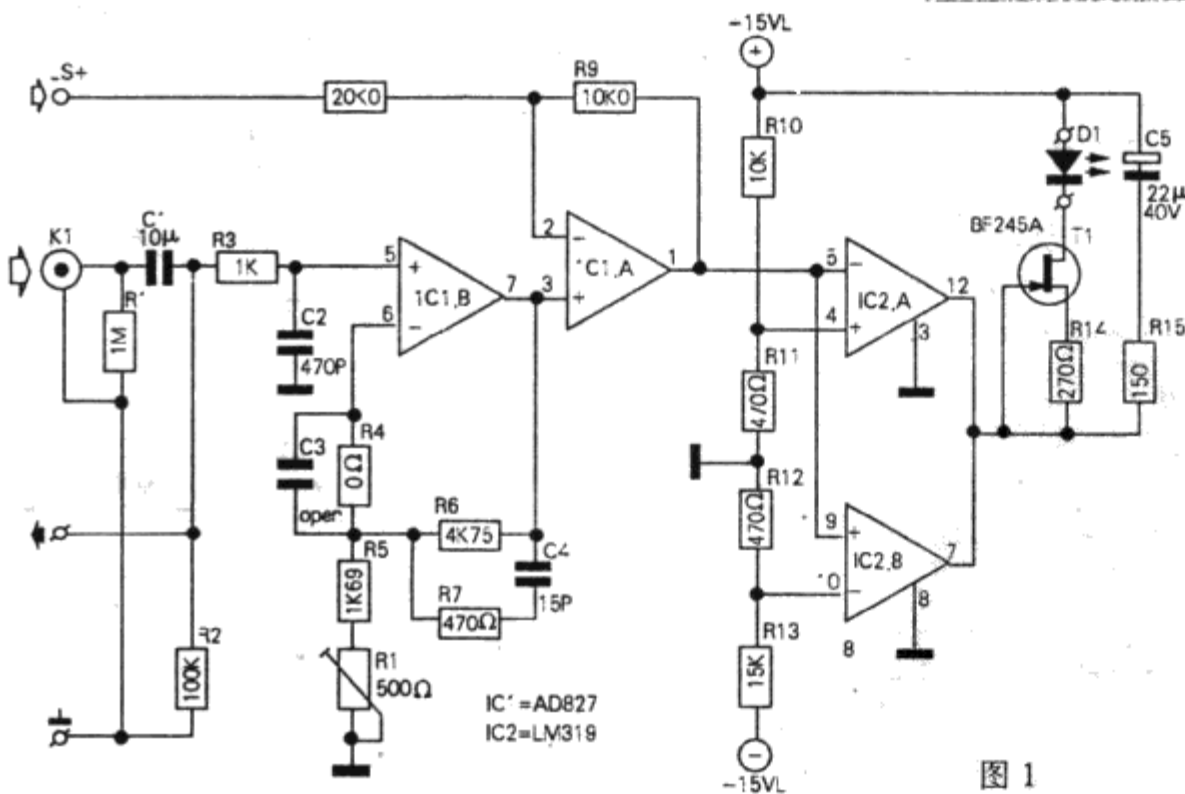 -15VL
-S+
20K0
R9
10K0
R10
10K
D1
C5
22µ
40V
BF245A
T1
K1
10µ
R3
1K
5
+
1C1,B
7
6
-
2
-
1C1,A
1
3
+
5
-
IC2,A
12
4
+
3
1M
C2
470P
R11
470Ω
R14
270Ω
R15
150
C3
R4
0Ω
open
R12
470Ω
R6
4K75
R5
1K69
C4
15P
R7
470Ω
9
+
IC2,B
7
10
-
8
8
R2
100K
R1
500Ω
R13
15K
IC'=AD827
IC2=LM319
+
-
-15VL
图 1